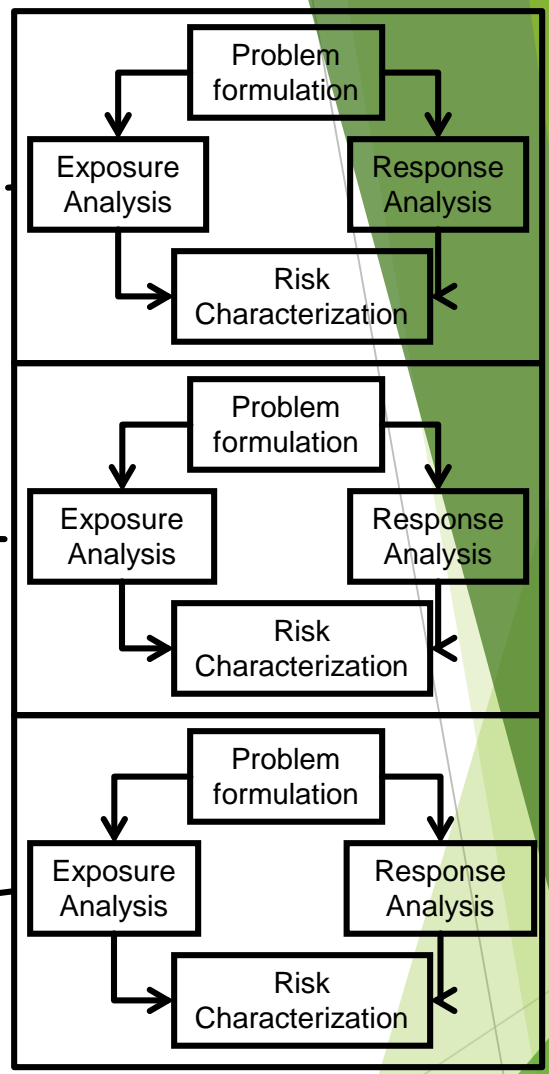 Problem
formulation
Exposure
Analysis
Response
Analysis
Risk
Characterization
Problem
formulation
Exposure
Analysis
Response
Analysis
Risk
Characterization
Problem
formulation
Exposure
Analysis
Response
Analysis
Risk
Characterization